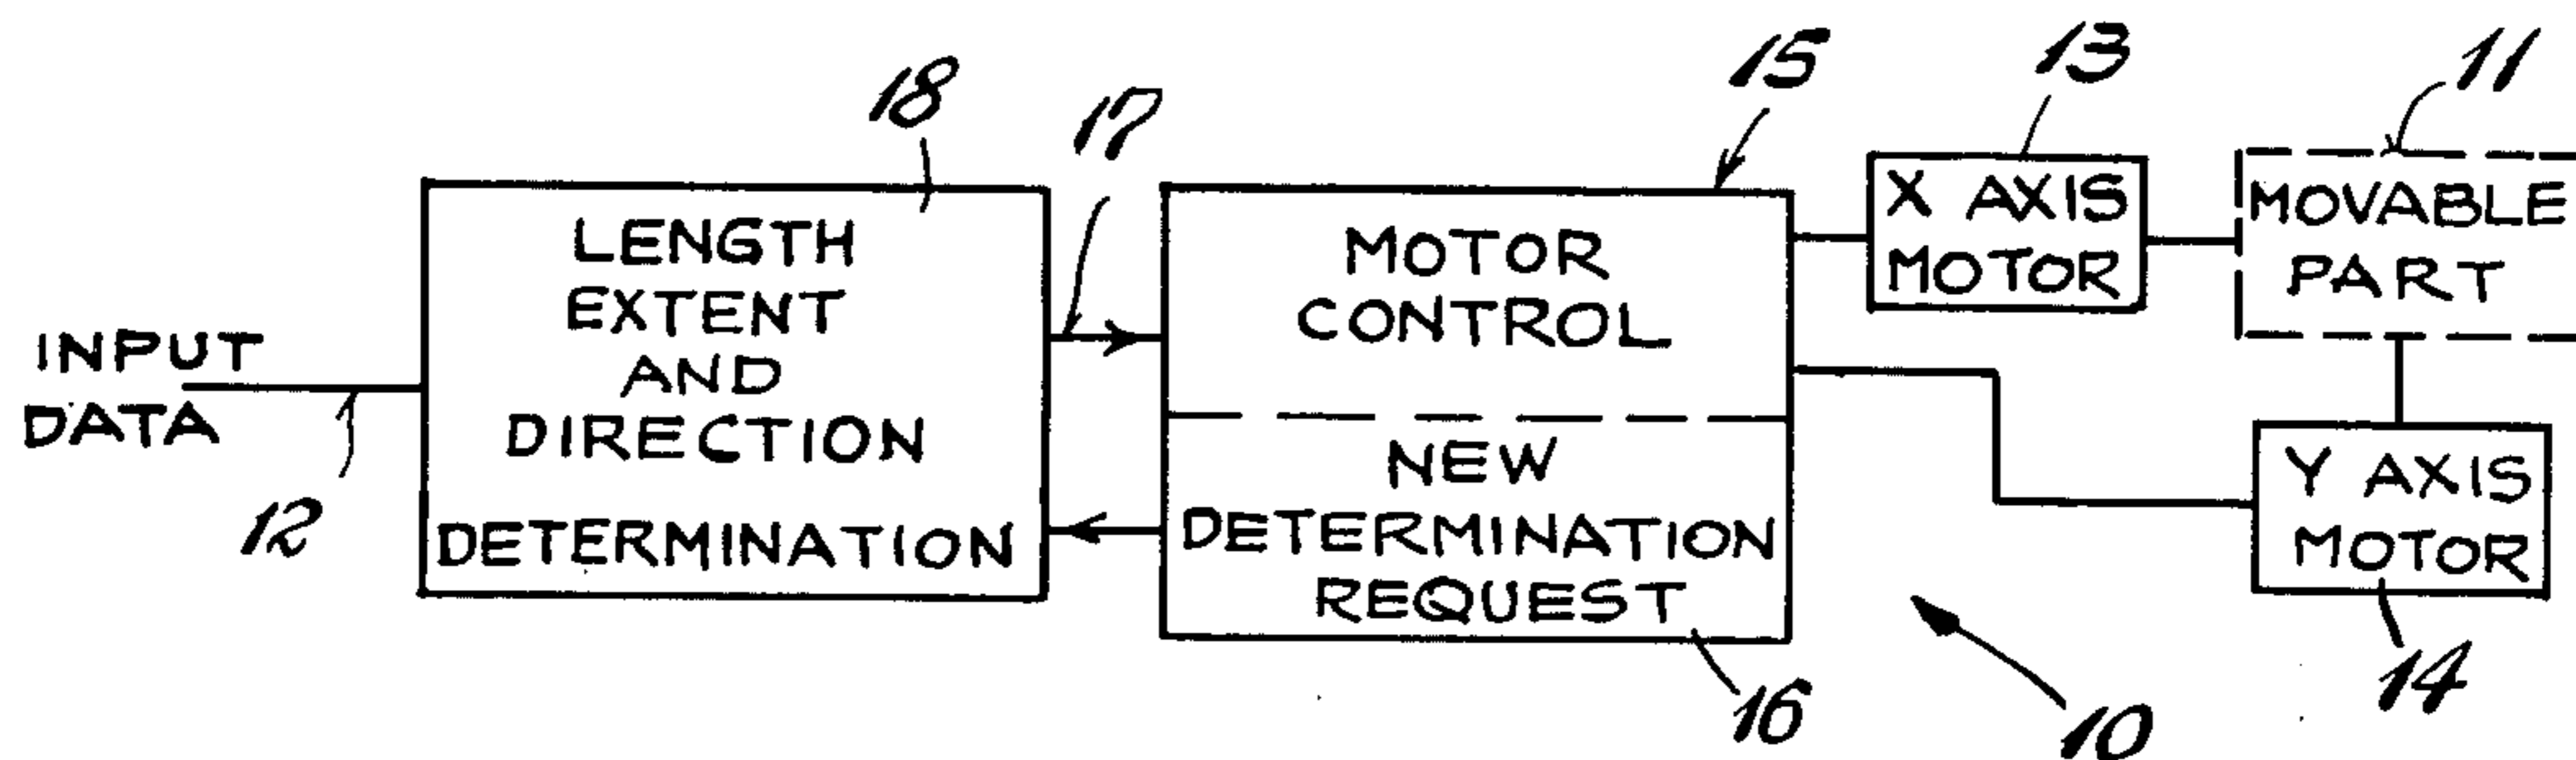 18
17
15
13
11
LENGTH
EXTENT
AND
DIRECTION
DETERMINATION
MOTOR
CONTROL
NEW
DETERMINATION
REQUEST
X AXIS
MOTOR
MOVABLE
PART
INPUT
DATA
12
Y AXIS
MOTOR
16
10
14